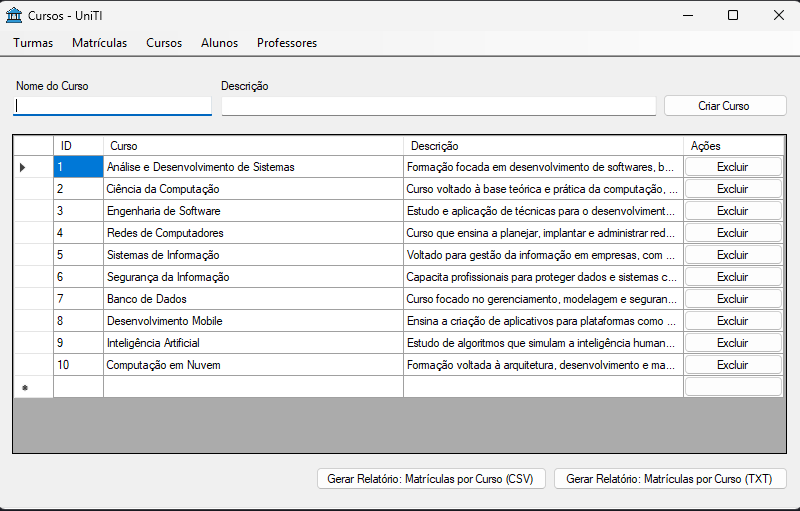 Cursos - UniTI
Turmas Matrículas Cursos Alunos Professores
Nome do Curso Descrição
Criar Curso
ID Curso Descrição Ações
1 Análise e Desenvolvimento de Sistemas Formação focada em desenvolvimento de softwares, b... Excluir
2 Ciência da Computação Curso voltado à base teórica e prática da computação, ... Excluir
3 Engenharia de Software Estudo e aplicação de técnicas para o desenvolviment... Excluir
4 Redes de Computadores Curso que ensina a planejar, implantar e administrar red... Excluir
5 Sistemas de Informação Voltado para gestão da informação em empresas, com ... Excluir
6 Segurança da Informação Capacita profissionais para proteger dados e sistemas c... Excluir
7 Banco de Dados Curso focado no gerenciamento, modelagem e seguran... Excluir
8 Desenvolvimento Mobile Ensina a criação de aplicativos para plataformas como ... Excluir
9 Inteligência Artificial Estudo de algoritmos que simulam a inteligência human... Excluir
10 Computação em Nuvem Formação voltada à arquitetura, desenvolvimento e ma... Excluir
Gerar Relatório: Matrículas por Curso (CSV) Gerar Relatório: Matrículas por Curso (TXT)